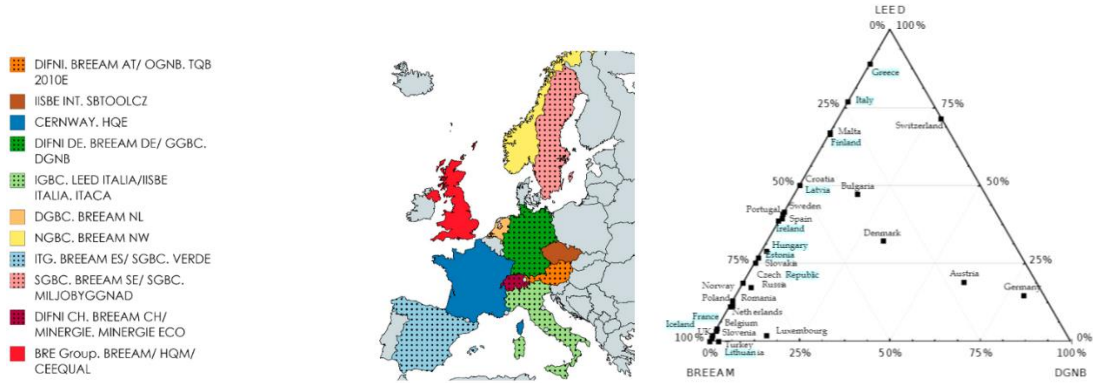 DIFNI. BREEAM AT/ OGNB. TQB
2010E
IISBE INT. SBTOOLCZ
CERNWAY. HQE
DIFNI DE. BREEAM DE/ GGBC.
DGNB
IGBC. LEED ITALIA/IISBE
ITALIA. ITACA
DGBC. BREEAM NL
NGBC. BREEAM NW
ITG. BREEAM ES/ SGBC. VERDE
SGBC. BREEAM SE/ SGBC.
MILJOBYGGNAD
DIFNI CH. BREEAM CH/
MINERGIE. MINERGIE ECO
BRE Group. BREEAM/ HQM/
CEEQUAL
LEED
0% 100%
Greece
25% Italy 75%
Switzerland
Malta
Finland
50% Croatia 50%
Latvia
Bulgaria
Portugal Sweden
Spain
Ireland
Denmark
Hungary
Estonia
75% Slovakia 25%
Czech Republic
Norway Russia
Austria
Germany
Poland Romania
Netherlands
France
Iceland Belgium
UK Slovenia Luxembourg
100% Turkey 0%
Lithuania
0% 25% 50% 75% 100%
BREEAM DGNB